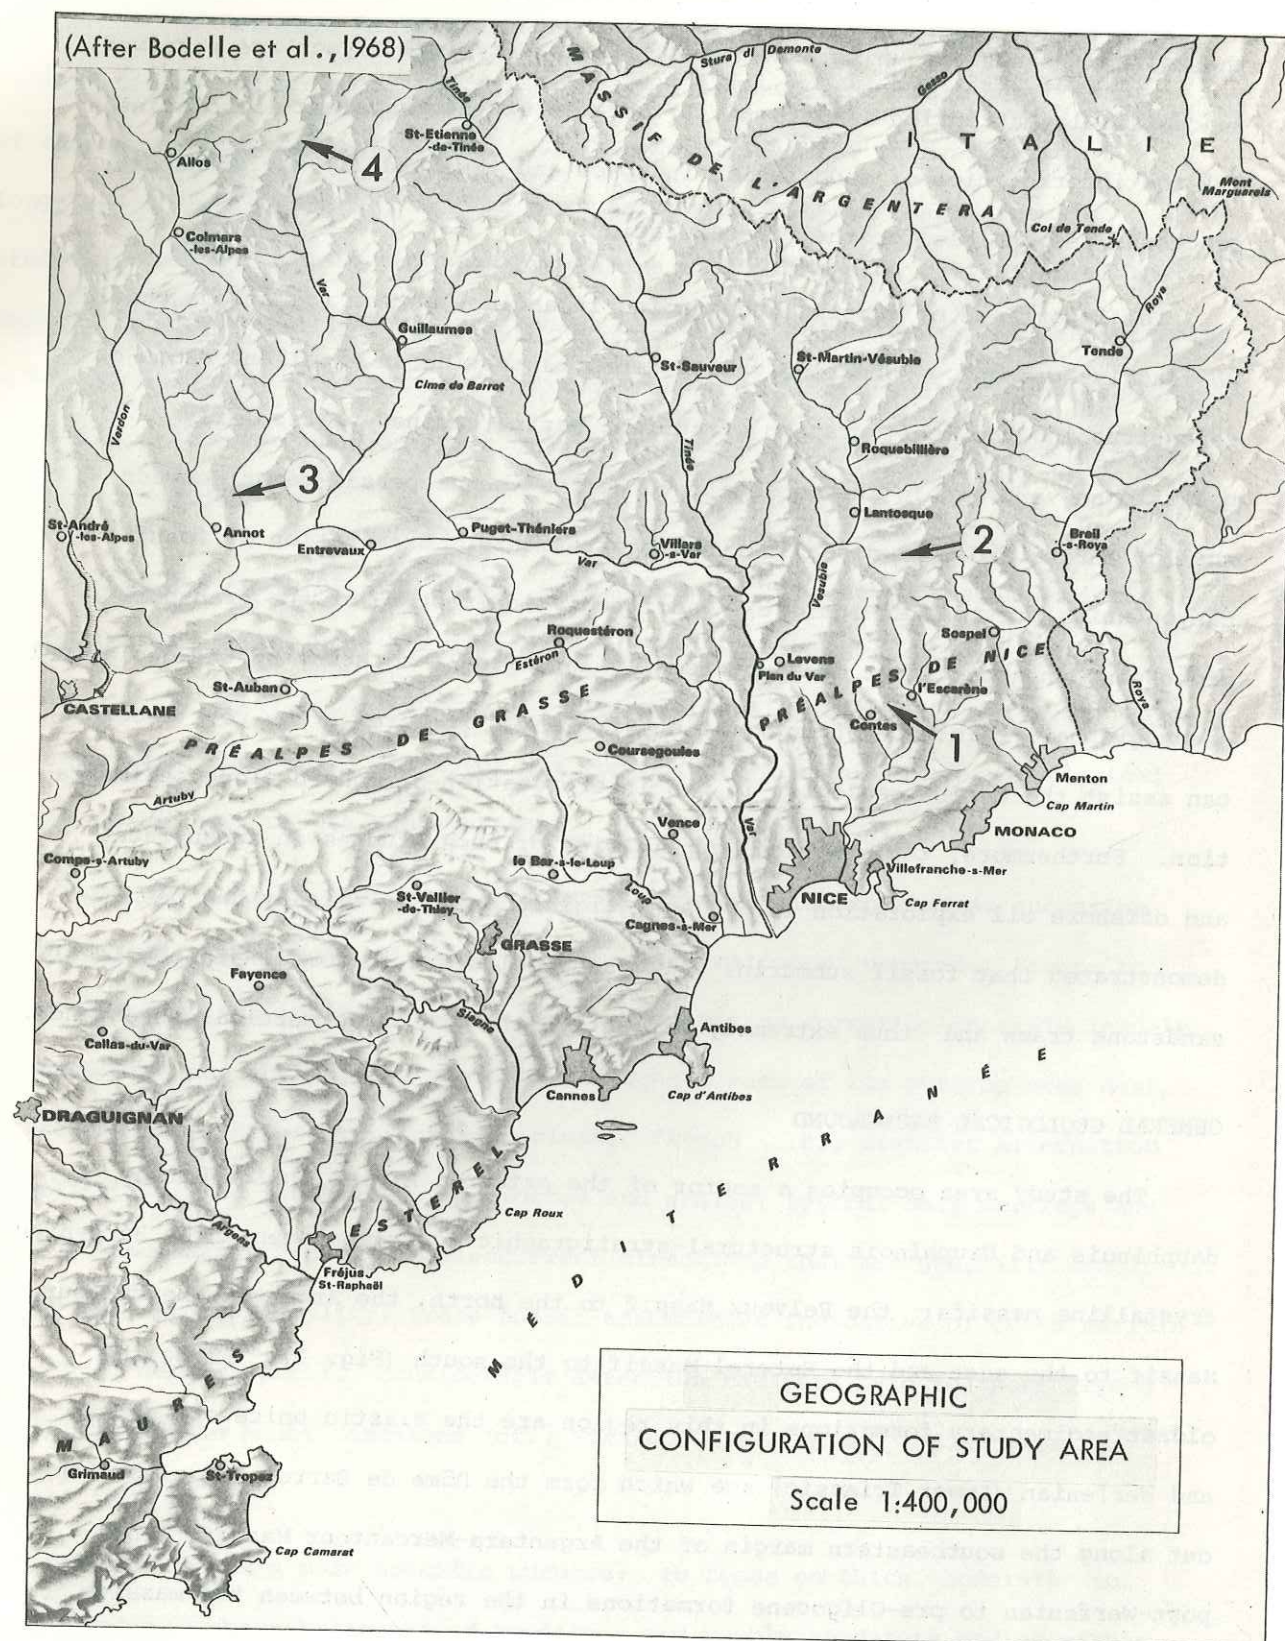 (After Bodelle et al., 1968)
MASSIF DE L'ARGENTERA
Stura di Demonte
Gesso
ITALIE
Tinée
St-Etienne
-de-Tinée
Allos
4
Mont
Marguareis
Col de Tende
Colmars
-les-Alpes
Var
Roya
Guillaumes
Tende
St-Sauveur
St-Martin-Vésubie
Cime de Barrot
Verdon
Tinée
Roquebillière
3
Lantosque
St-André
-les-Alpes
Annot
Entrevaux
Puget-Théniers
Villars
-s-Var
Var
2
Breil
-s-Roya
Vesubie
Roquestéron
Estéron
Sospel
Levens
Plan du Var
PRÉALPES DE NICE
l'Escarène
Roya
St-Auban
CASTELLANE
PRÉALPES DE GRASSE
Contes
1
Coursegoules
Menton
Cap Martin
Artuby
Vence
Var
MONACO
Comps-s-Artuby
le Bar-s-le-Loup
Villefranche-s-Mer
St-Vallier
-de-Thiey
Loup
NICE
Cap Ferrat
Cagnes-s-Mer
GRASSE
Fayence
Siagne
Callas-du-Var
Antibes
Cannes
Cap d'Antibes
DRAGUIGNAN
MEDITERRANÉE
ESTEREL
Cap Roux
Argens
Fréjus
St-Raphaël
MAURES
Grimaud
St-Tropez
Cap Camarat
GEOGRAPHIC
CONFIGURATION OF STUDY AREA
Scale 1:400,000